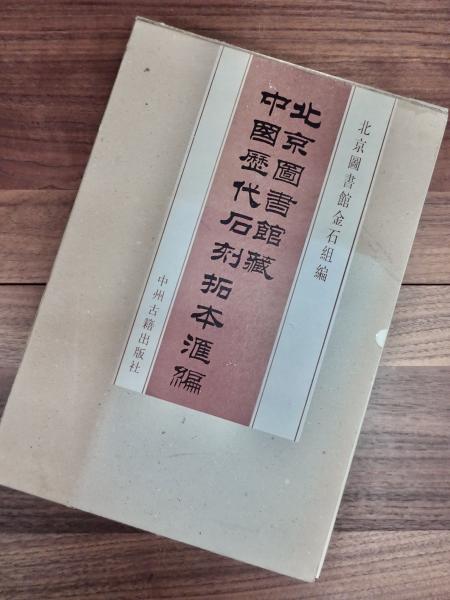 北京圖書館金石組編
北京圖書館藏
中國歷代石刻拓本滙編
中州古籍出版社